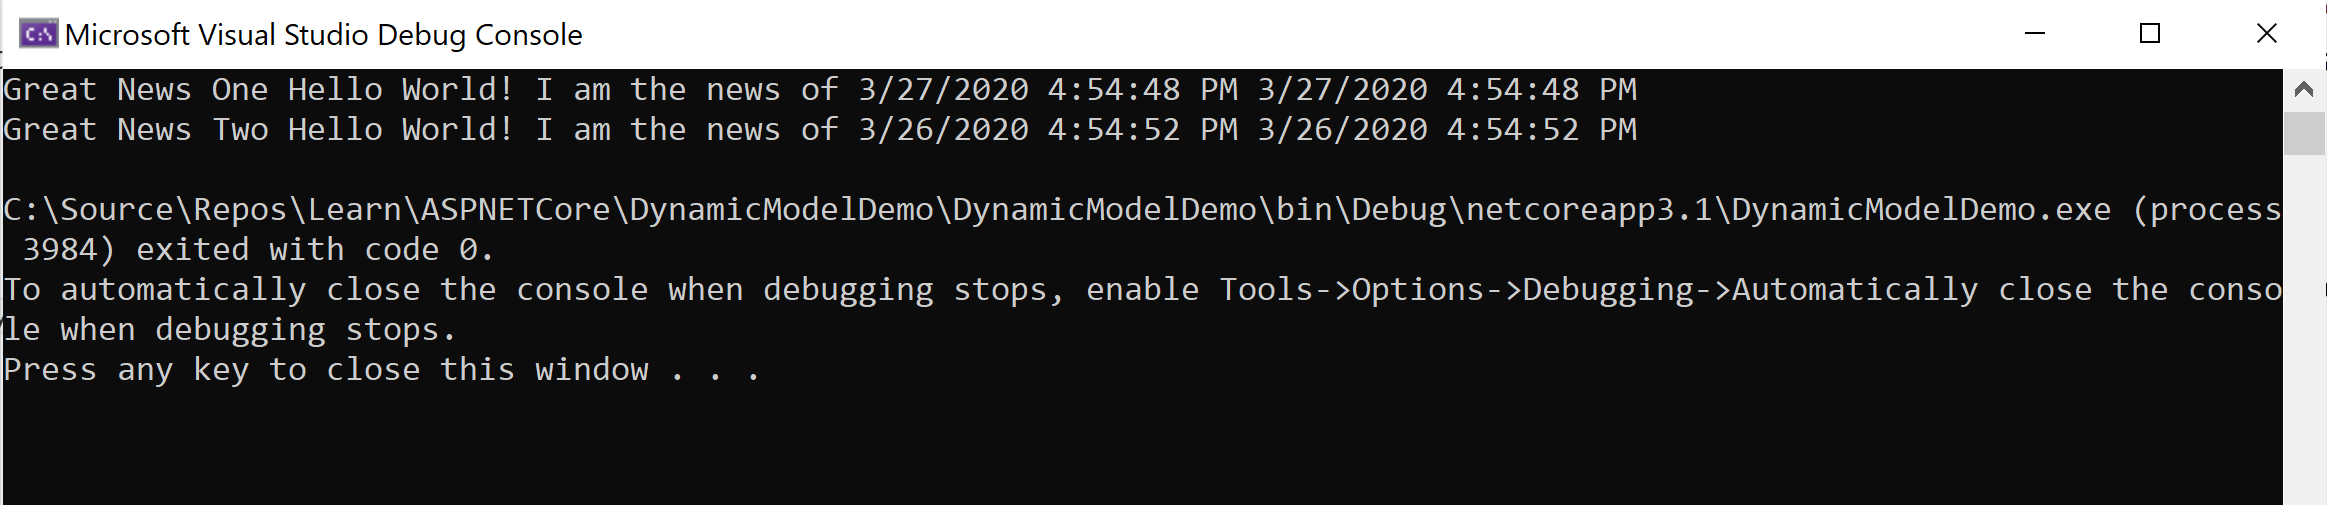 C:\ Microsoft Visual Studio Debug Console
Great News One Hello World! I am the news of 3/27/2020 4:54:48 PM 3/27/2020 4:54:48 PM
Great News Two Hello World! I am the news of 3/26/2020 4:54:52 PM 3/26/2020 4:54:52 PM
C:\Source\Repos\Learn\ASPNETCore\DynamicModelDemo\DynamicModelDemo\bin\Debug\netcoreapp3.1\DynamicModelDemo.exe (process
3984) exited with code 0.
To automatically close the console when debugging stops, enable Tools->Options->Debugging->Automatically close the conso
le when debugging stops.
Press any key to close this window . . .